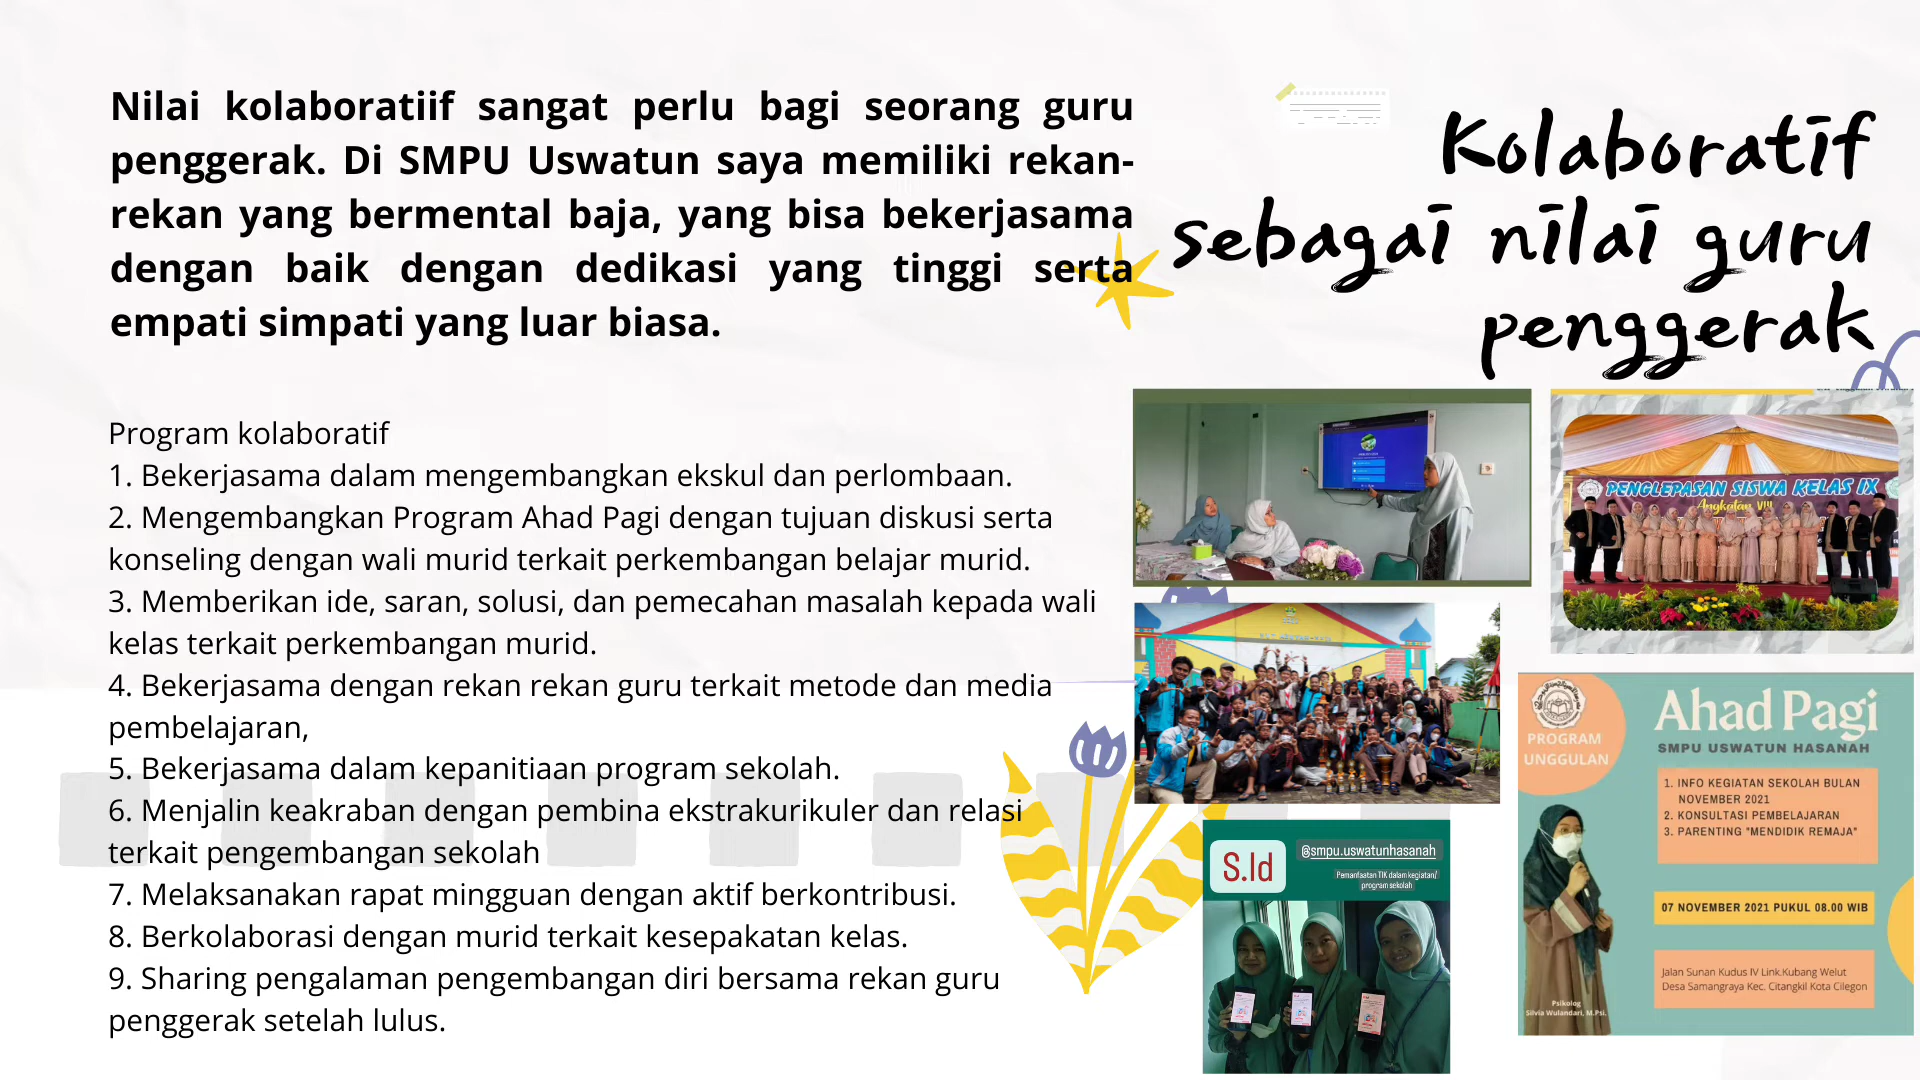 Nilai kolaboratiif sangat perlu bagi seorang guru
penggerak. Di SMPU Uswatun saya memiliki rekan-
rekan yang bermental baja, yang bisa bekerjasama
dengan baik dengan dedikasi yang tinggi serta
empati simpati yang luar biasa.
Program kolaboratif
1. Bekerjasama dalam mengembangkan ekskul dan perlombaan.
2. Mengembangkan Program Ahad Pagi dengan tujuan diskusi serta
konseling dengan wali murid terkait perkembangan belajar murid.
3. Memberikan ide, saran, solusi, dan pemecahan masalah kepada wali
kelas terkait perkembangan murid.
4. Bekerjasama dengan rekan rekan guru terkait metode dan media
pembelajaran,
5. Bekerjasama dalam kepanitiaan program sekolah.
6. Menjalin keakraban dengan pembina ekstrakurikuler dan relasi
terkait pengembangan sekolah
7. Melaksanakan rapat mingguan dengan aktif berkontribusi.
8. Berkolaborasi dengan murid terkait kesepakatan kelas.
9. Sharing pengalaman pengembangan diri bersama rekan guru
penggerak setelah lulus.
Kolaboratif
sebagai nilai guru
penggerak
PENGLEPASAN SISWA KELAS IX
Angkatan VIII
S.Id
@smpu.uswatunhasanah
Pemanfaatan TIK dalam kegiatan/
program sekolah
PROGRAM
UNGGULAN
Ahad Pagi
SMPU USWATUN HASANAH
1. INFO KEGIATAN SEKOLAH BULAN
NOVEMBER 2021
2. KONSULTASI PEMBELAJARAN
3. PARENTING "MENDIDIK REMAJA"
07 NOVEMBER 2021 PUKUL 08.00 WIB
Jalan Sunan Kudus IV Link.Kubang Welut
Desa Samangraya Kec. Citangkil Kota Cilegon
Psikolog
Silvia Wulandari, M.Psi.